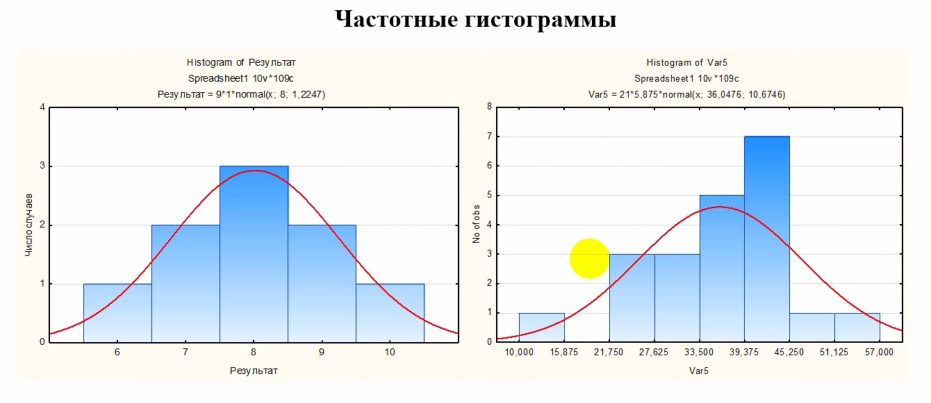 Частотные гистограммы
Histogram of Результат
Spreadsheet1 10v*109c
Результат = 9*1*normal(x; 8; 1,2247)
4
3
2
1
0
Число случаев
6 7 8 9 10
Результат
Histogram of Var5
Spreadsheet1 10v*109c
Var5 = 21*5,875*normal(x; 36,0476; 10,6746)
8
7
6
5
4
3
2
1
0
No of obs
10,000 15,875 21,750 27,625 33,500 39,375 45,250 51,125 57,000
Var5